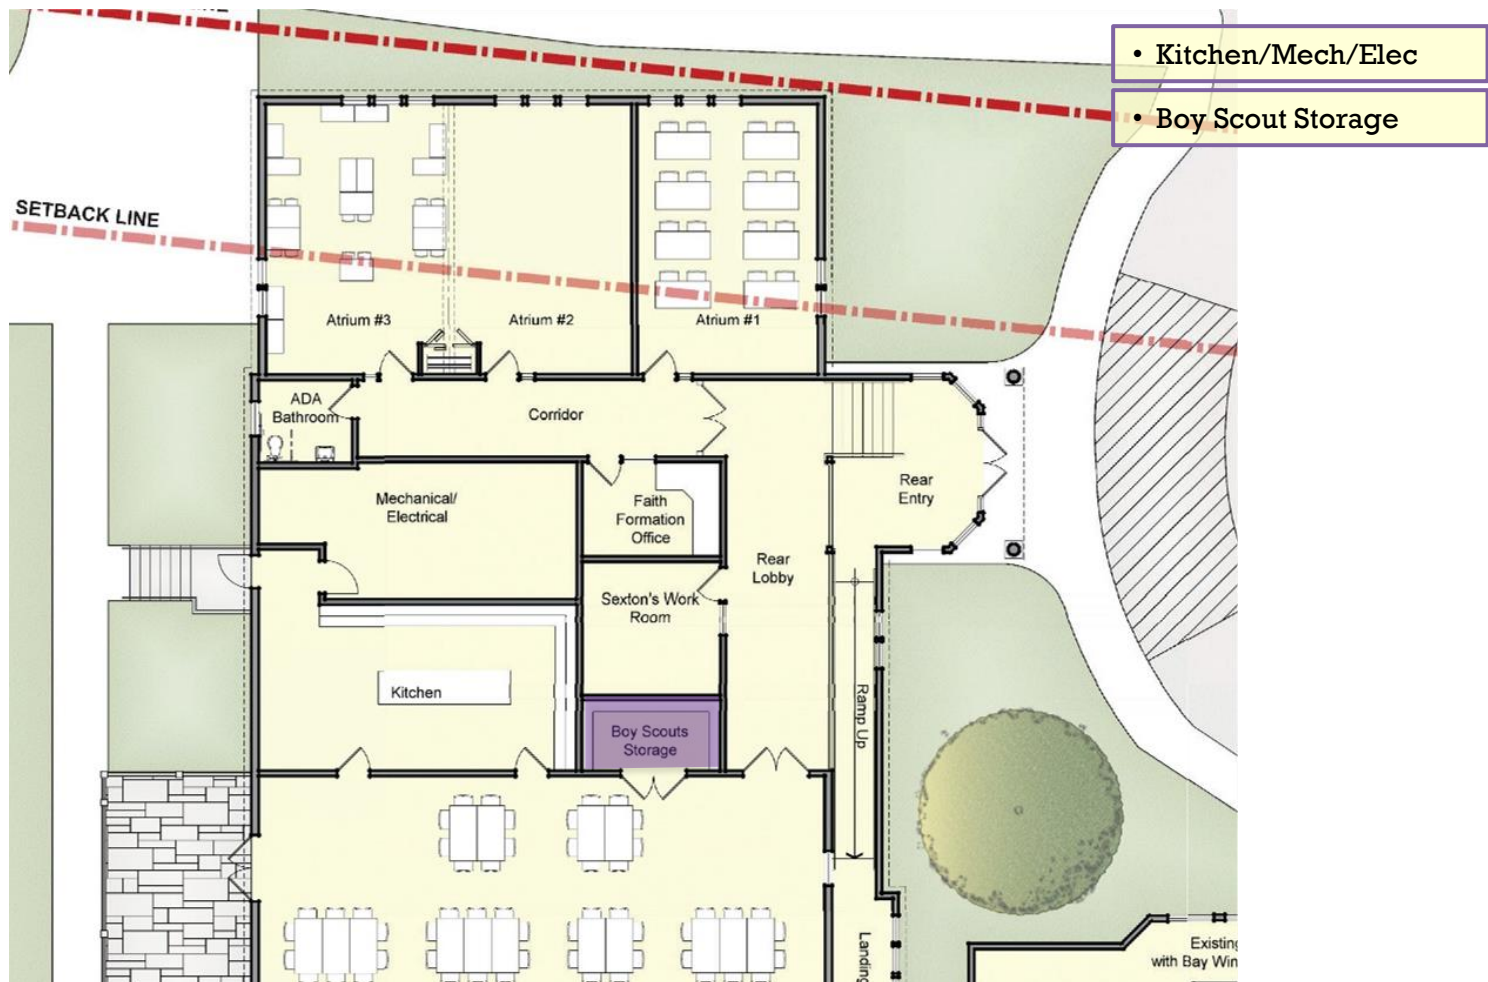 • Kitchen/Mech/Elec
• Boy Scout Storage
SETBACK LINE
Atrium #3
Atrium #2
Atrium #1
ADA
Bathroom
Corridor
Mechanical/
Electrical
Faith
Formation
Office
Rear
Entry
Rear
Lobby
Sexton's Work
Room
Kitchen
Boy Scouts
Storage
Ramp Up
Landing
Existing
with Bay Win